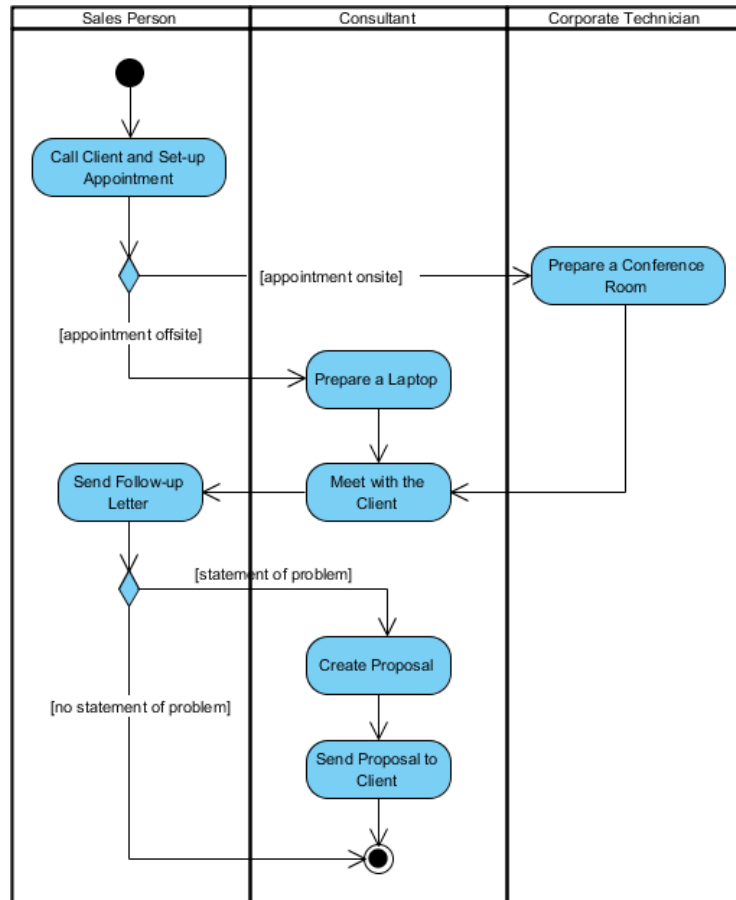 Sales Person
Consultant
Corporate Technician
Call Client and Set-up
Appointment
[appointment onsite]
Prepare a Conference
Room
[appointment offsite]
Prepare a Laptop
Send Follow-up
Letter
Meet with the
Client
[statement of problem]
Create Proposal
[no statement of problem]
Send Proposal to
Client